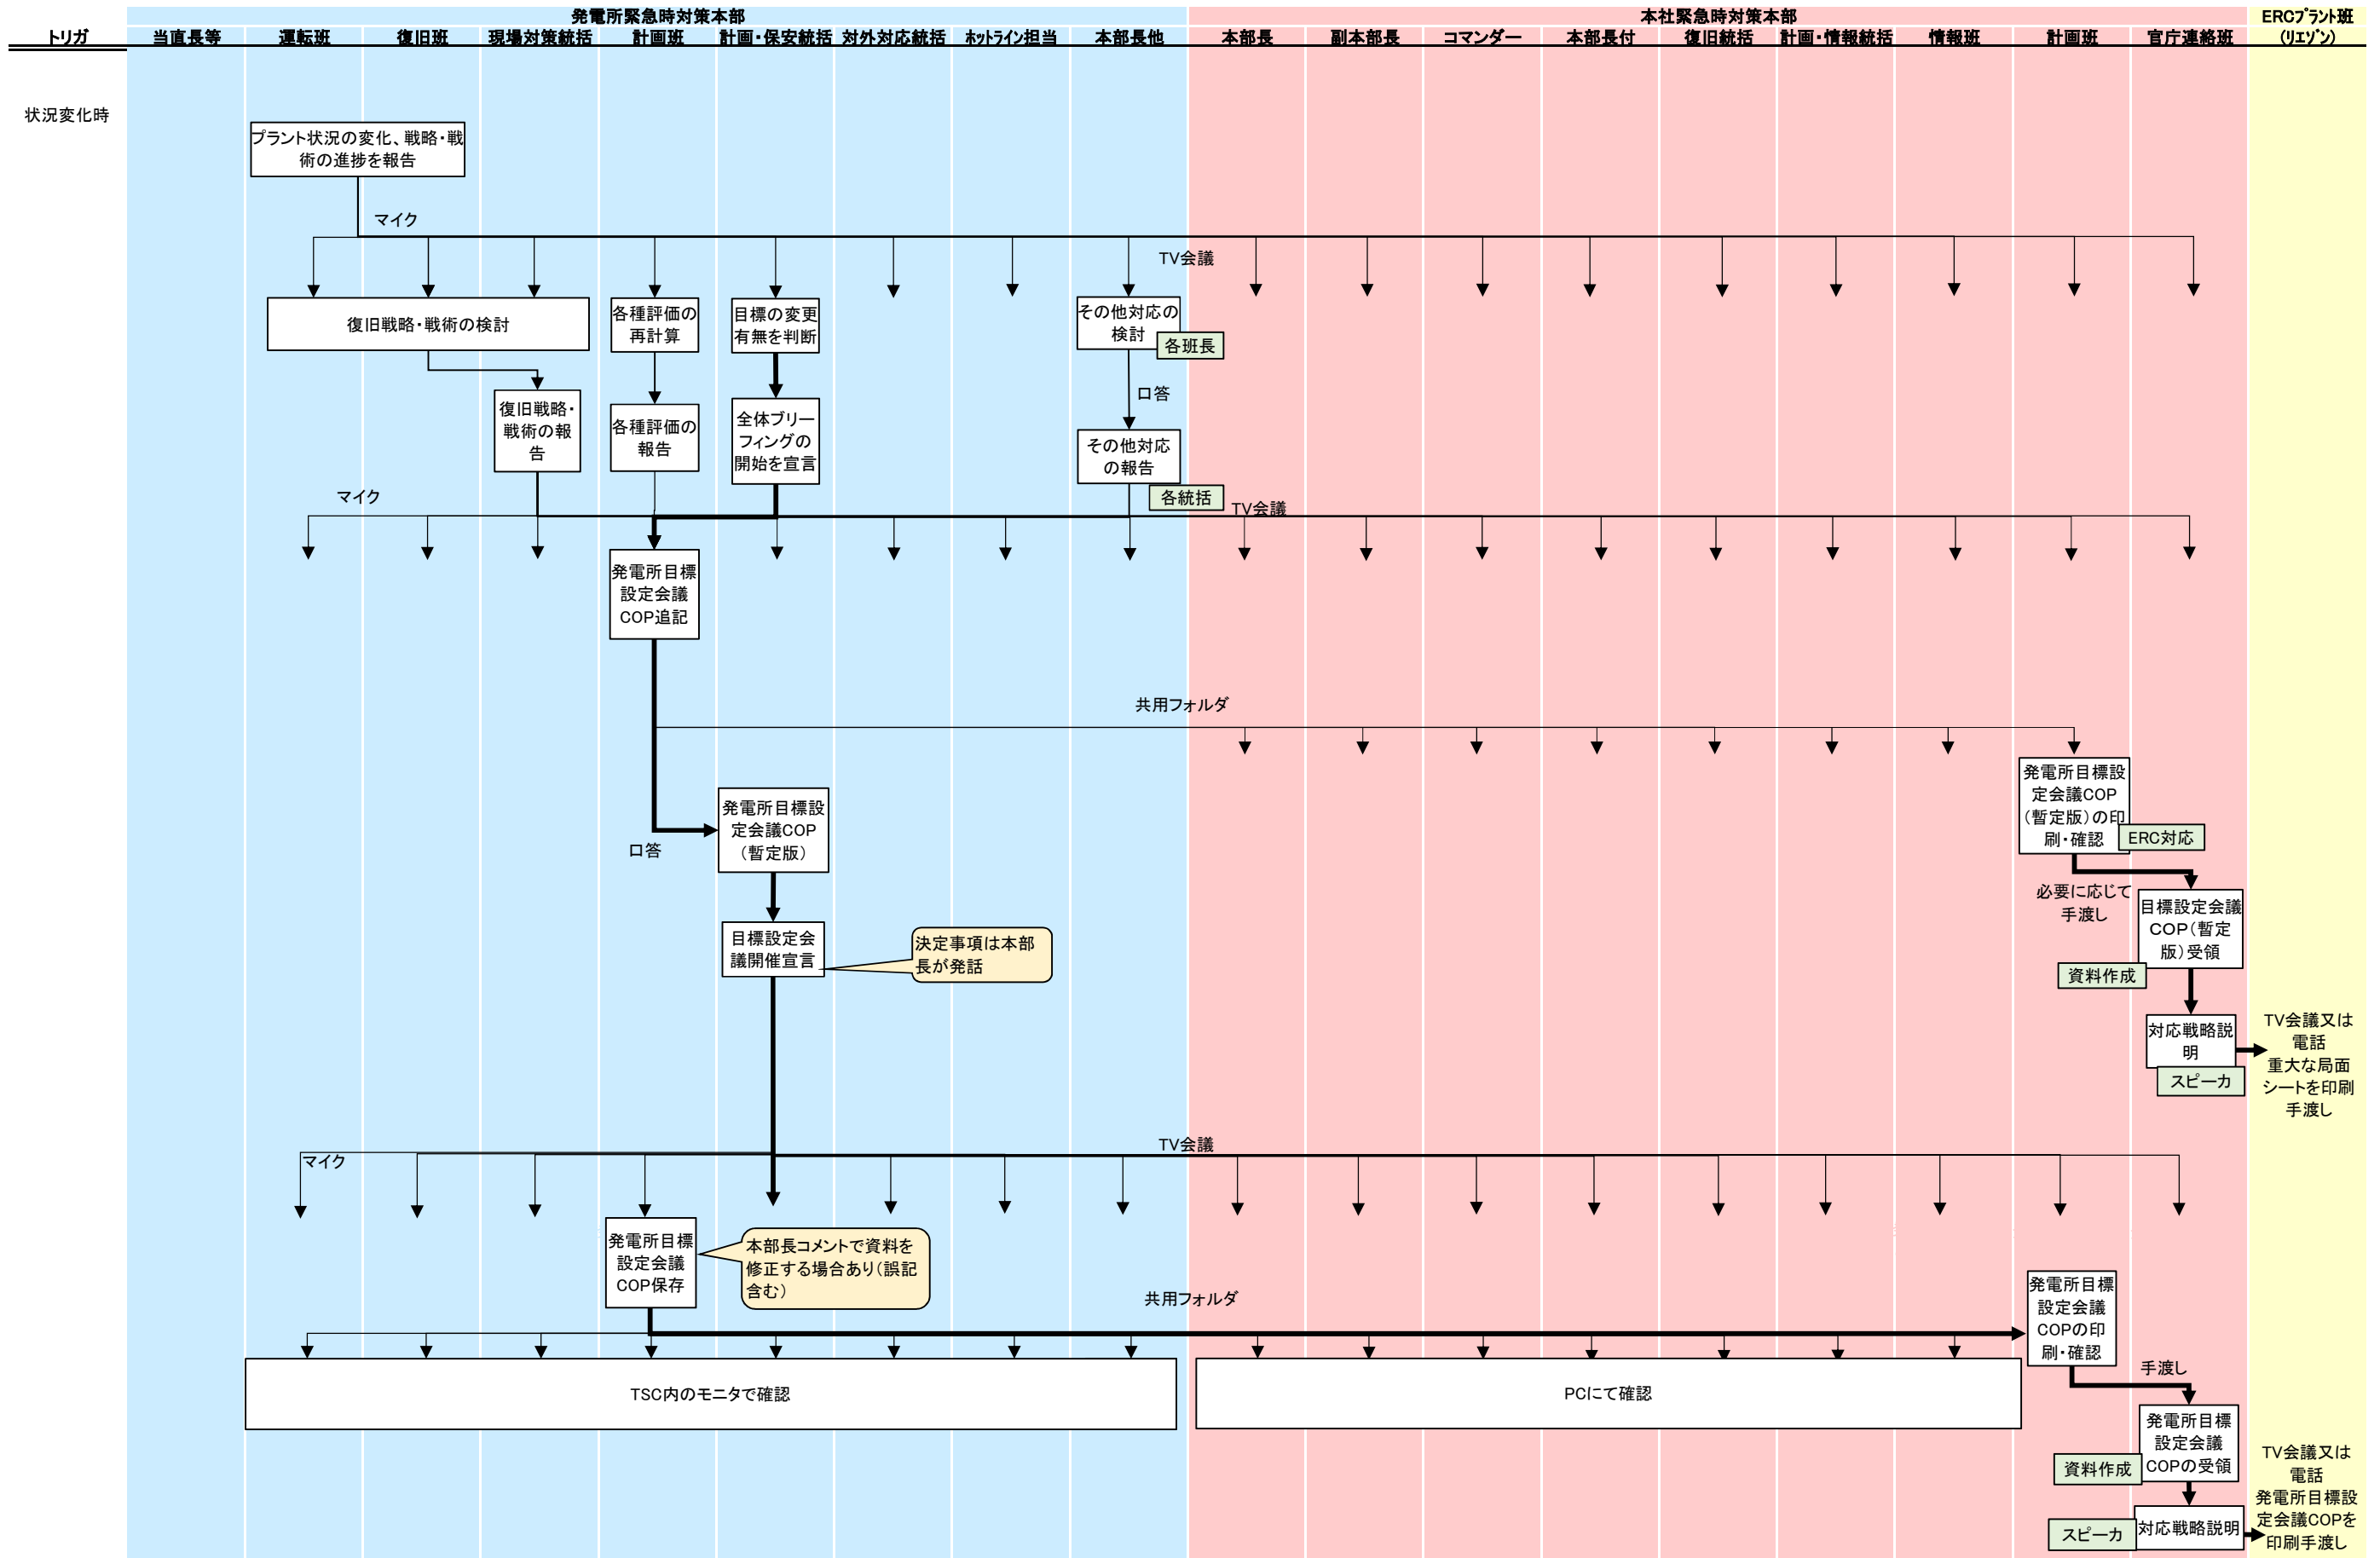 発電所緊急時対策本部
本社緊急時対策本部
ERCﾌﾟﾗﾝﾄ班
(ﾘｴｿﾞﾝ)
トリガ
当直長等
運転班
復旧班
現場対策統括
計画班
計画・保安統括
対外対応統括
ﾎｯﾄﾗｲﾝ担当
本部長他
本部長
副本部長
コマンダー
本部長付
復旧統括
計画・情報統括
情報班
計画班
官庁連絡班
状況変化時
プラント状況の変化、戦略・戦
術の進捗を報告
マイク
TV会議
復旧戦略・戦術の検討
各種評価の
再計算
目標の変更
有無を判断
その他対応の
検討
各班長
口答
復旧戦略・
戦術の報
告
各種評価の
報告
全体ブリー
フィングの
開始を宣言
その他対応
の報告
各統括
マイク
TV会議
発電所目標
設定会議
COP追記
共用フォルダ
発電所目標設
定会議COP
（暫定版）の印
刷・確認
ERC対応
発電所目標設
定会議COP
（暫定版）
口答
必要に応じて
手渡し
目標設定会議
COP（暫定
版）受領
資料作成
目標設定会
議開催宣言
決定事項は本部
長が発話
対応戦略説
明
スピーカ
TV会議又は
電話
重大な局面
シートを印刷
手渡し
TV会議
マイク
発電所目標
設定会議
COP保存
本部長コメントで資料を
修正する場合あり（誤記
含む）
共用フォルダ
発電所目標
設定会議
COPの印
刷・確認
手渡し
TSC内のモニタで確認
PCにて確認
発電所目標
設定会議
COPの受領
資料作成
対応戦略説明
スピーカ
TV会議又は
電話
発電所目標設
定会議COPを
印刷手渡し